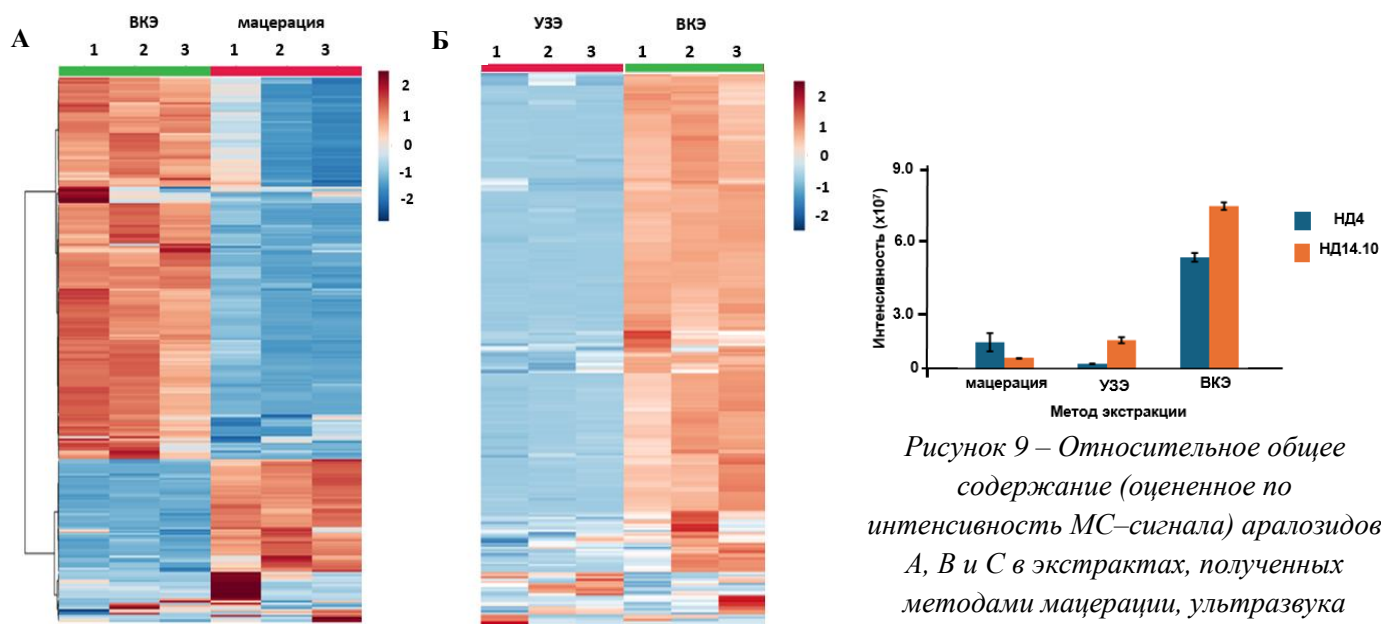 А
ВКЭ мацерация
1 2 3 1 2 3
2
1
0
-1
-2
Б
УЗЭ ВКЭ
1 2 3 1 2 3
2
1
0
-1
-2
Интенсивность (x10⁷)
9.0
6.0
3.0
0
мацерация УЗЭ ВКЭ
Метод экстракции
НД4
НД14.10
Рисунок 9 – Относительное общее
содержание (оцененное по
интенсивность МС–сигнала) аралозидов
А, В и С в экстрактах, полученных
методами мацерации, ультразвука